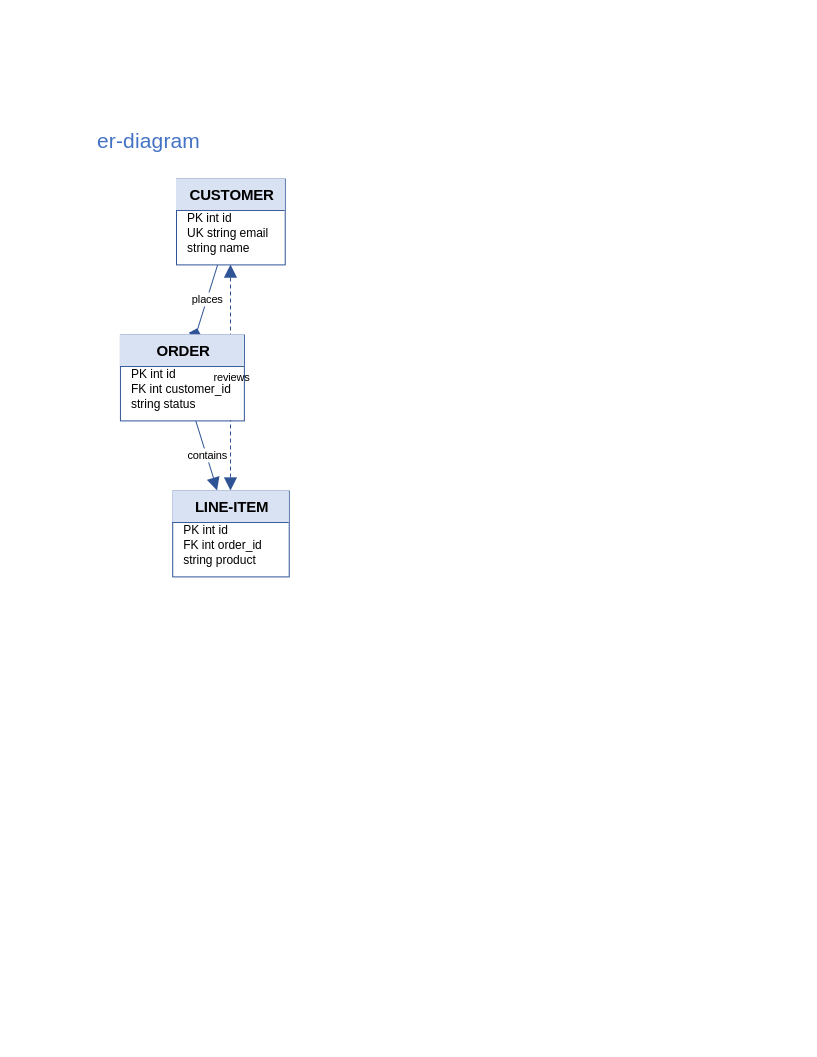 er-diagram
CUSTOMER
PK int id
UK string email
string name
places
ORDER
PK int id
reviews
FK int customer_id
string status
contains
LINE-ITEM
PK int id
FK int order_id
string product